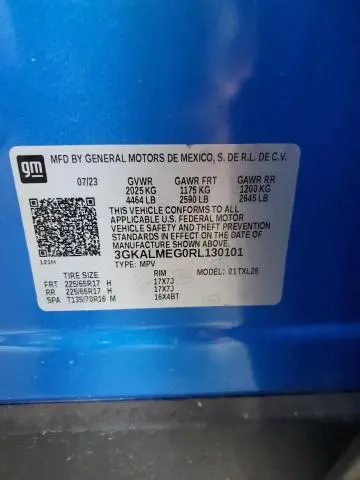 gm
MFD BY GENERAL MOTORS DE MEXICO, S. DE R.L. DE C.V.
07/23 GVWR GAWR FRT GAWR RR
2025 KG 1175 KG 1200 KG
4464 LB 2590 LB 2645 LB
THIS VEHICLE CONFORMS TO ALL
APPLICABLE U.S. FEDERAL MOTOR
VEHICLE SAFETY AND THEFT
PREVENTION STANDARDS IN EFFECT
ON THE DATE OF MANUFACTURE
SHOWN ABOVE.
3GKALMEG0RL130101
121H TYPE: MPV
TIRE SIZE RIM MODEL: 01TXL26
FRT 225/65R17 H 17X7J
RR 225/65R17 H 17X7J
SPA T135/70R16 M 16X4BT